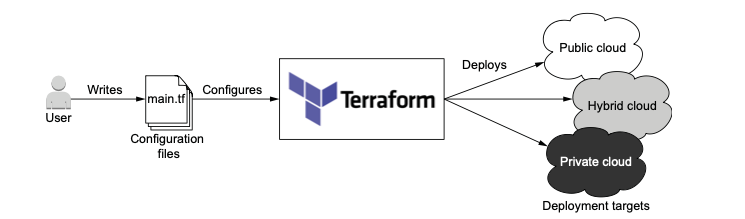 User
Writes
main.tf
Configuration
files
Configures
Terraform
Deploys
Public cloud
Hybrid cloud
Private cloud
Deployment targets